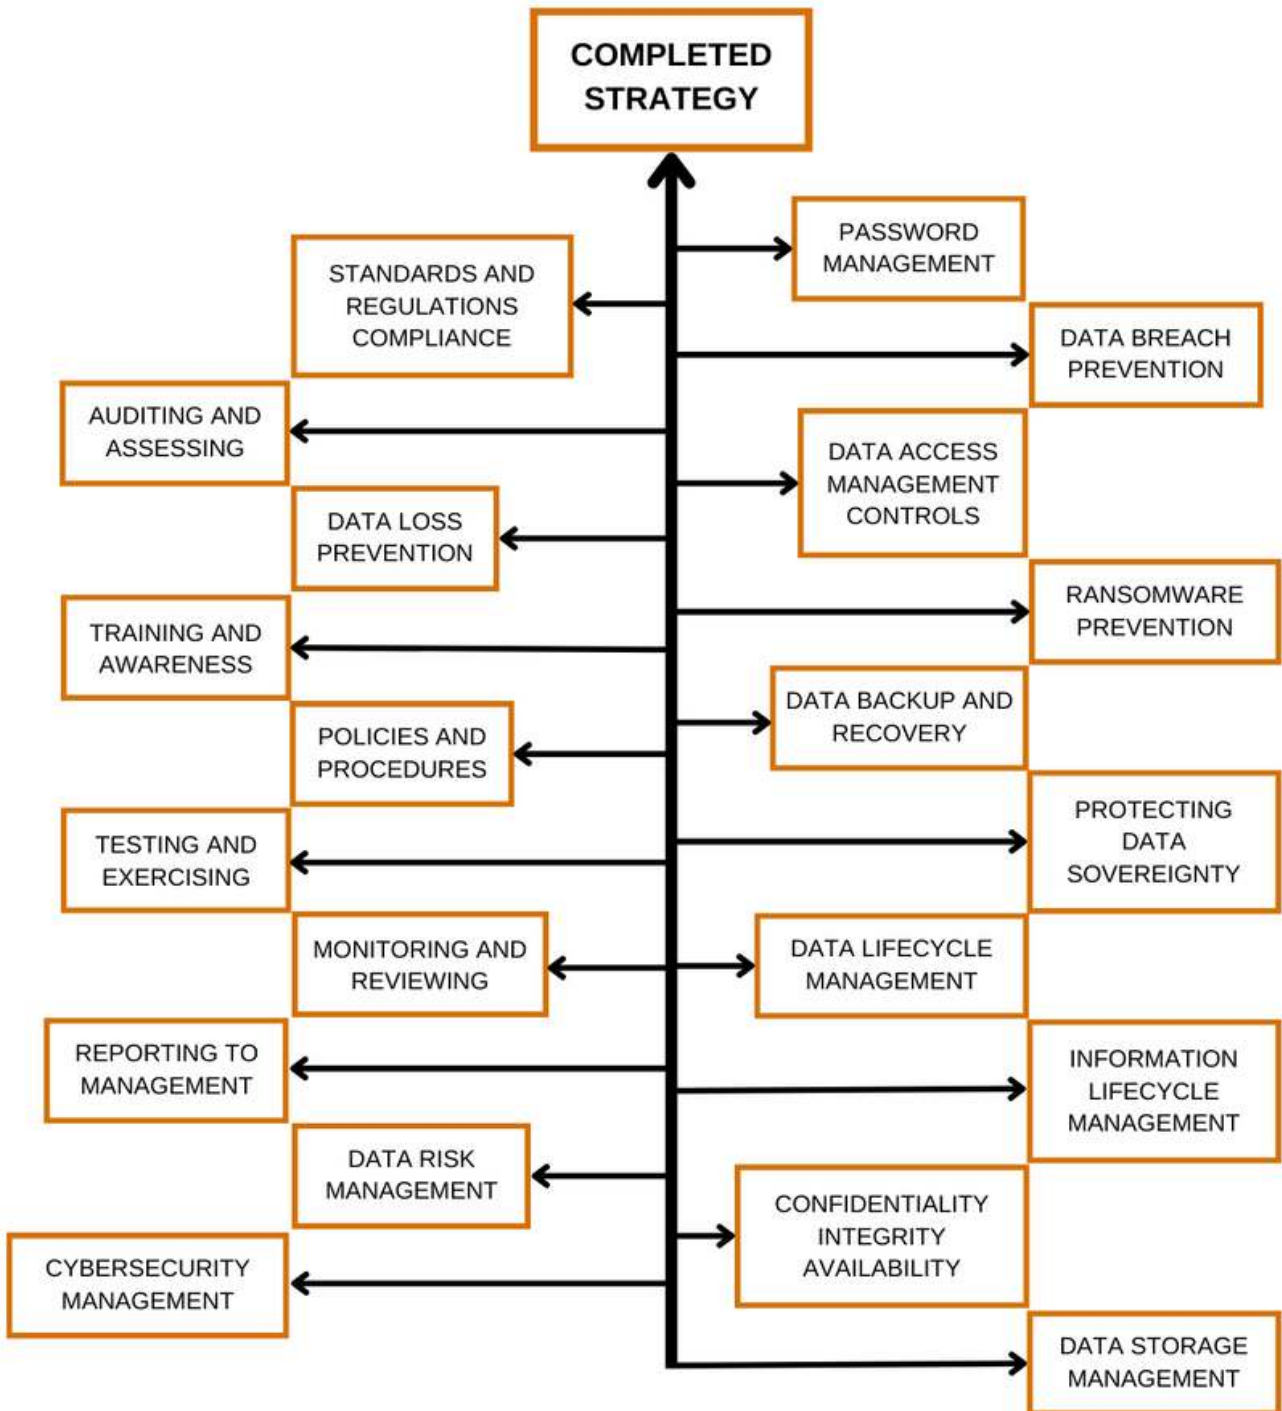 COMPLETED
STRATEGY
PASSWORD
MANAGEMENT
STANDARDS AND
REGULATIONS
COMPLIANCE
DATA BREACH
PREVENTION
AUDITING AND
ASSESSING
DATA ACCESS
MANAGEMENT
CONTROLS
DATA LOSS
PREVENTION
RANSOMWARE
PREVENTION
TRAINING AND
AWARENESS
DATA BACKUP AND
RECOVERY
POLICIES AND
PROCEDURES
PROTECTING
DATA
SOVEREIGNTY
TESTING AND
EXERCISING
MONITORING AND
REVIEWING
DATA LIFECYCLE
MANAGEMENT
REPORTING TO
MANAGEMENT
INFORMATION
LIFECYCLE
MANAGEMENT
DATA RISK
MANAGEMENT
CONFIDENTIALITY
INTEGRITY
AVAILABILITY
CYBERSECURITY
MANAGEMENT
DATA STORAGE
MANAGEMENT